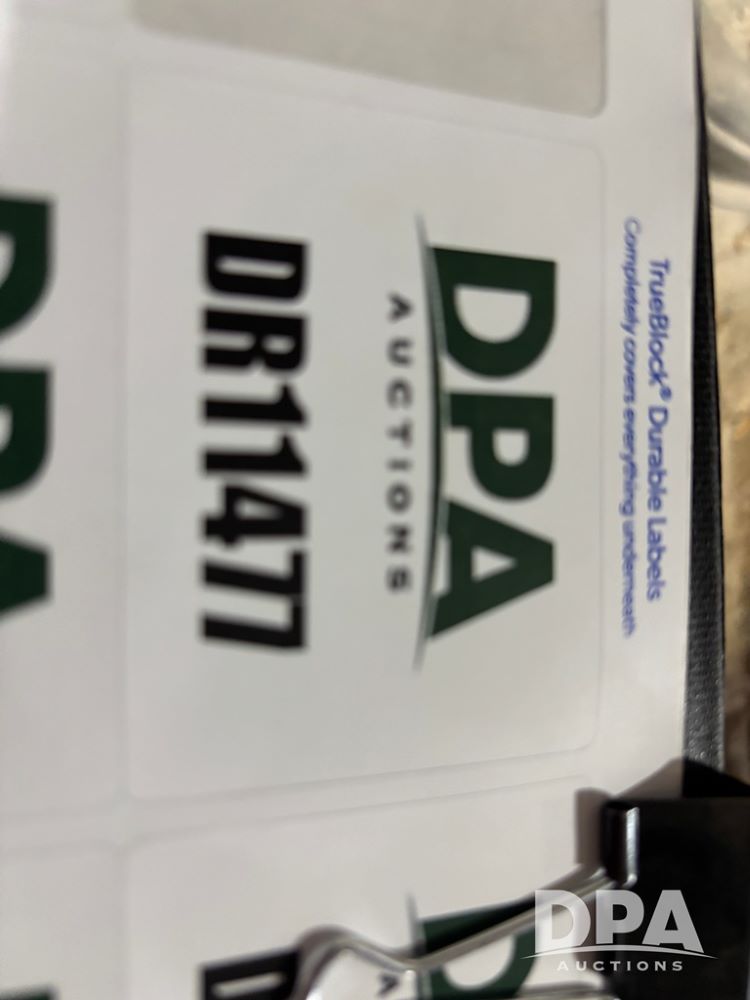 TrueBlock® Durable Labels
Completely covers everything underneath
DPA
AUCTIONS
DR11477
DPA
AUCTIONS